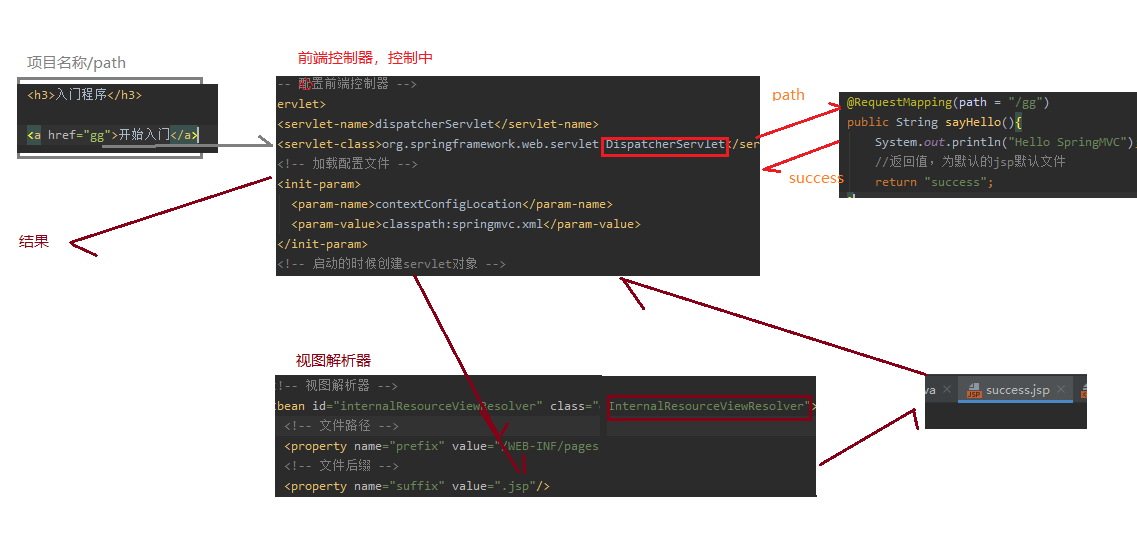 项目名称/path
<h3>入门程序</h3>
<a href="gg">开始入门</a>
结果
前端控制器，控制中
-- 配置前端控制器 -->
ervlet>
<servlet-name>dispatcherServlet</servlet-name>
<servlet-class>org.springframework.web.servlet.DispatcherServlet</ser
<!-- 加载配置文件 -->
<init-param>
<param-name>contextConfigLocation</param-name>
<param-value>classpath:springmvc.xml</param-value>
</init-param>
<!-- 启动的时候创建servlet对象 -->
path
success
@RequestMapping(path = "/gg")
public String sayHello(){
System.out.println("Hello SpringMVC")
//返回值，为默认的jsp默认文件
return "success";
视图解析器
<!-- 视图解析器 -->
<bean id="internalResourceViewResolver" class=" InternalResourceViewResolver">
<!-- 文件路径 -->
<property name="prefix" value="/WEB-INF/pages
<!-- 文件后缀 -->
<property name="suffix" value=".jsp"/>
va
success.jsp
JSP